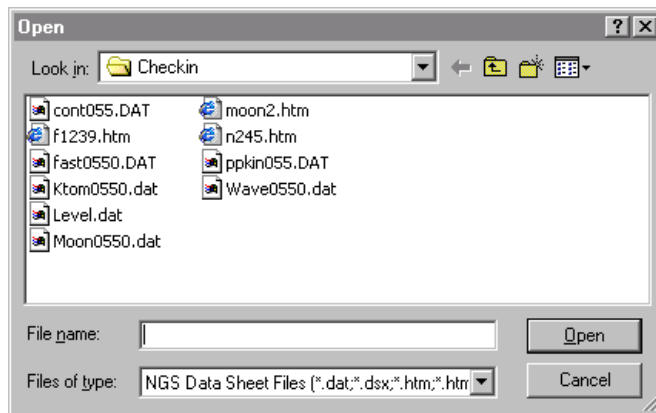 Open
Look in: Checkin
cont055.DAT
f1239.htm
fast0550.DAT
Ktom0550.dat
Level.dat
Moon0550.dat
moon2.htm
n245.htm
ppkin055.DAT
Wave0550.dat
File name:
Open
Files of type: NGS Data Sheet Files (*.dat;*.dsx;*.htm;*.htm
Cancel